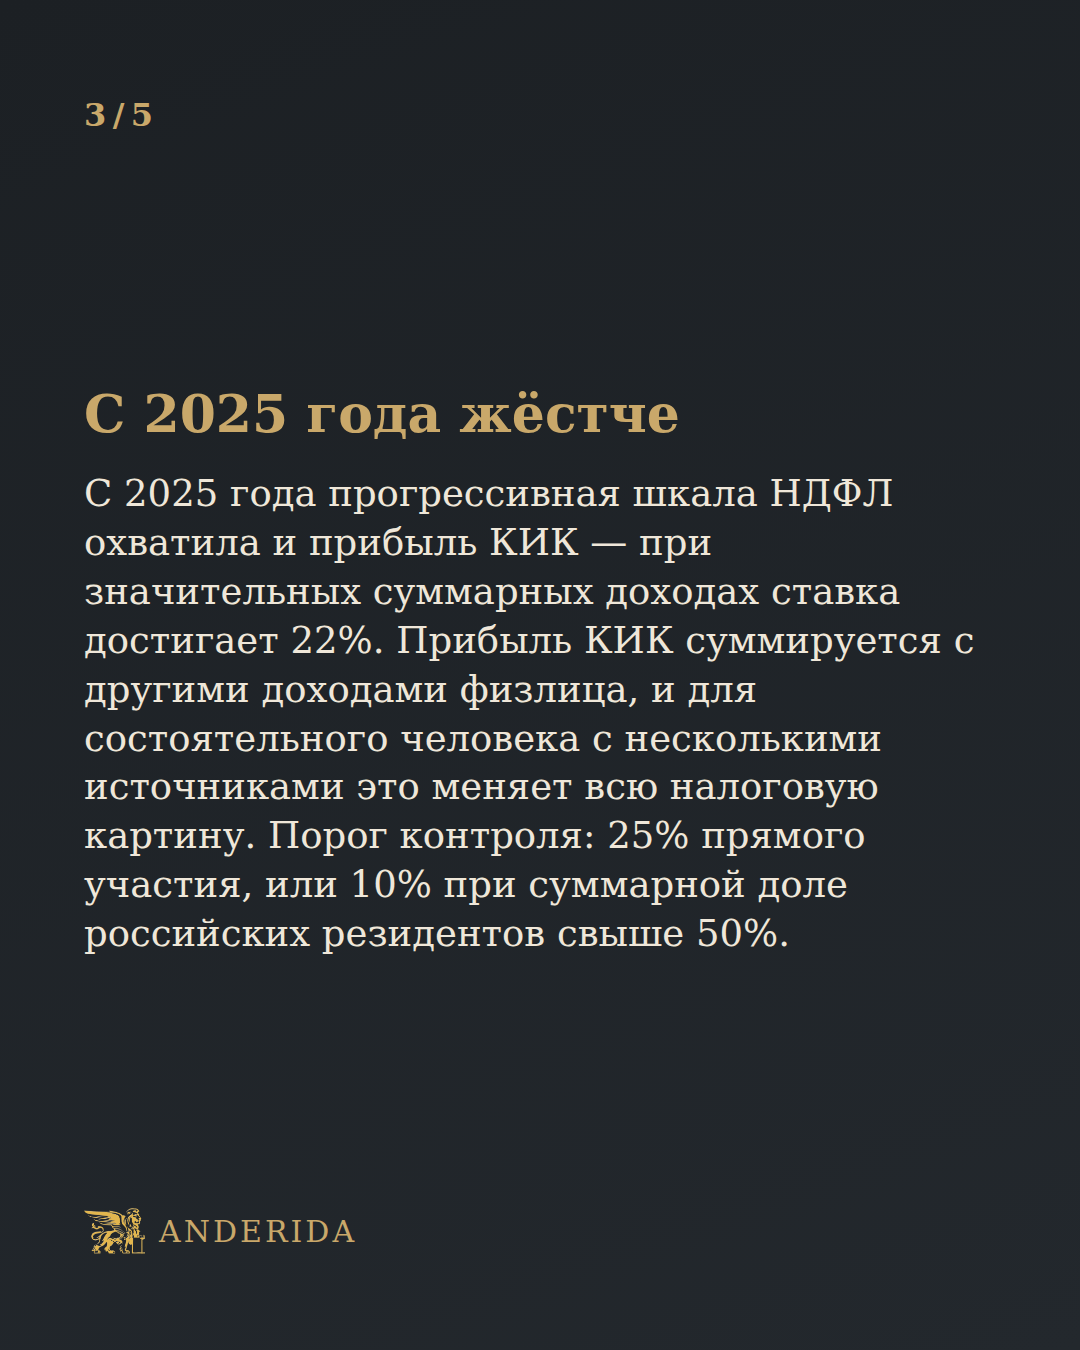 3/5
С 2025 года жёстче
С 2025 года прогрессивная шкала НДФЛ
охватила и прибыль КИК — при
значительных суммарных доходах ставка
достигает 22%. Прибыль КИК суммируется с
другими доходами физлица, и для
состоятельного человека с несколькими
источниками это меняет всю налоговую
картину. Порог контроля: 25% прямого
участия, или 10% при суммарной доле
российских резидентов свыше 50%.
ANDERIDA